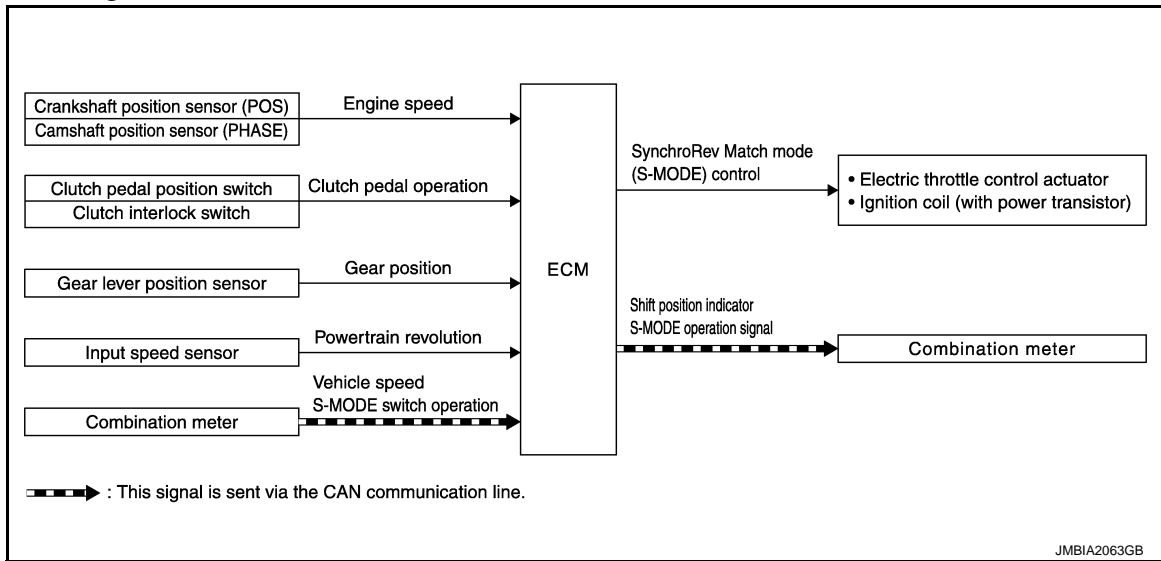 Crankshaft position sensor (POS)
Camshaft position sensor (PHASE)
Engine speed
Clutch pedal position switch
Clutch interlock switch
Clutch pedal operation
Gear lever position sensor
Gear position
Input speed sensor
Powertrain revolution
Combination meter
Vehicle speed
S-MODE switch operation
ECM
SynchroRev Match mode
(S-MODE) control
• Electric throttle control actuator
• Ignition coil (with power transistor)
Shift position indicator
S-MODE operation signal
Combination meter
: This signal is sent via the CAN communication line.
JMBIA2063GB